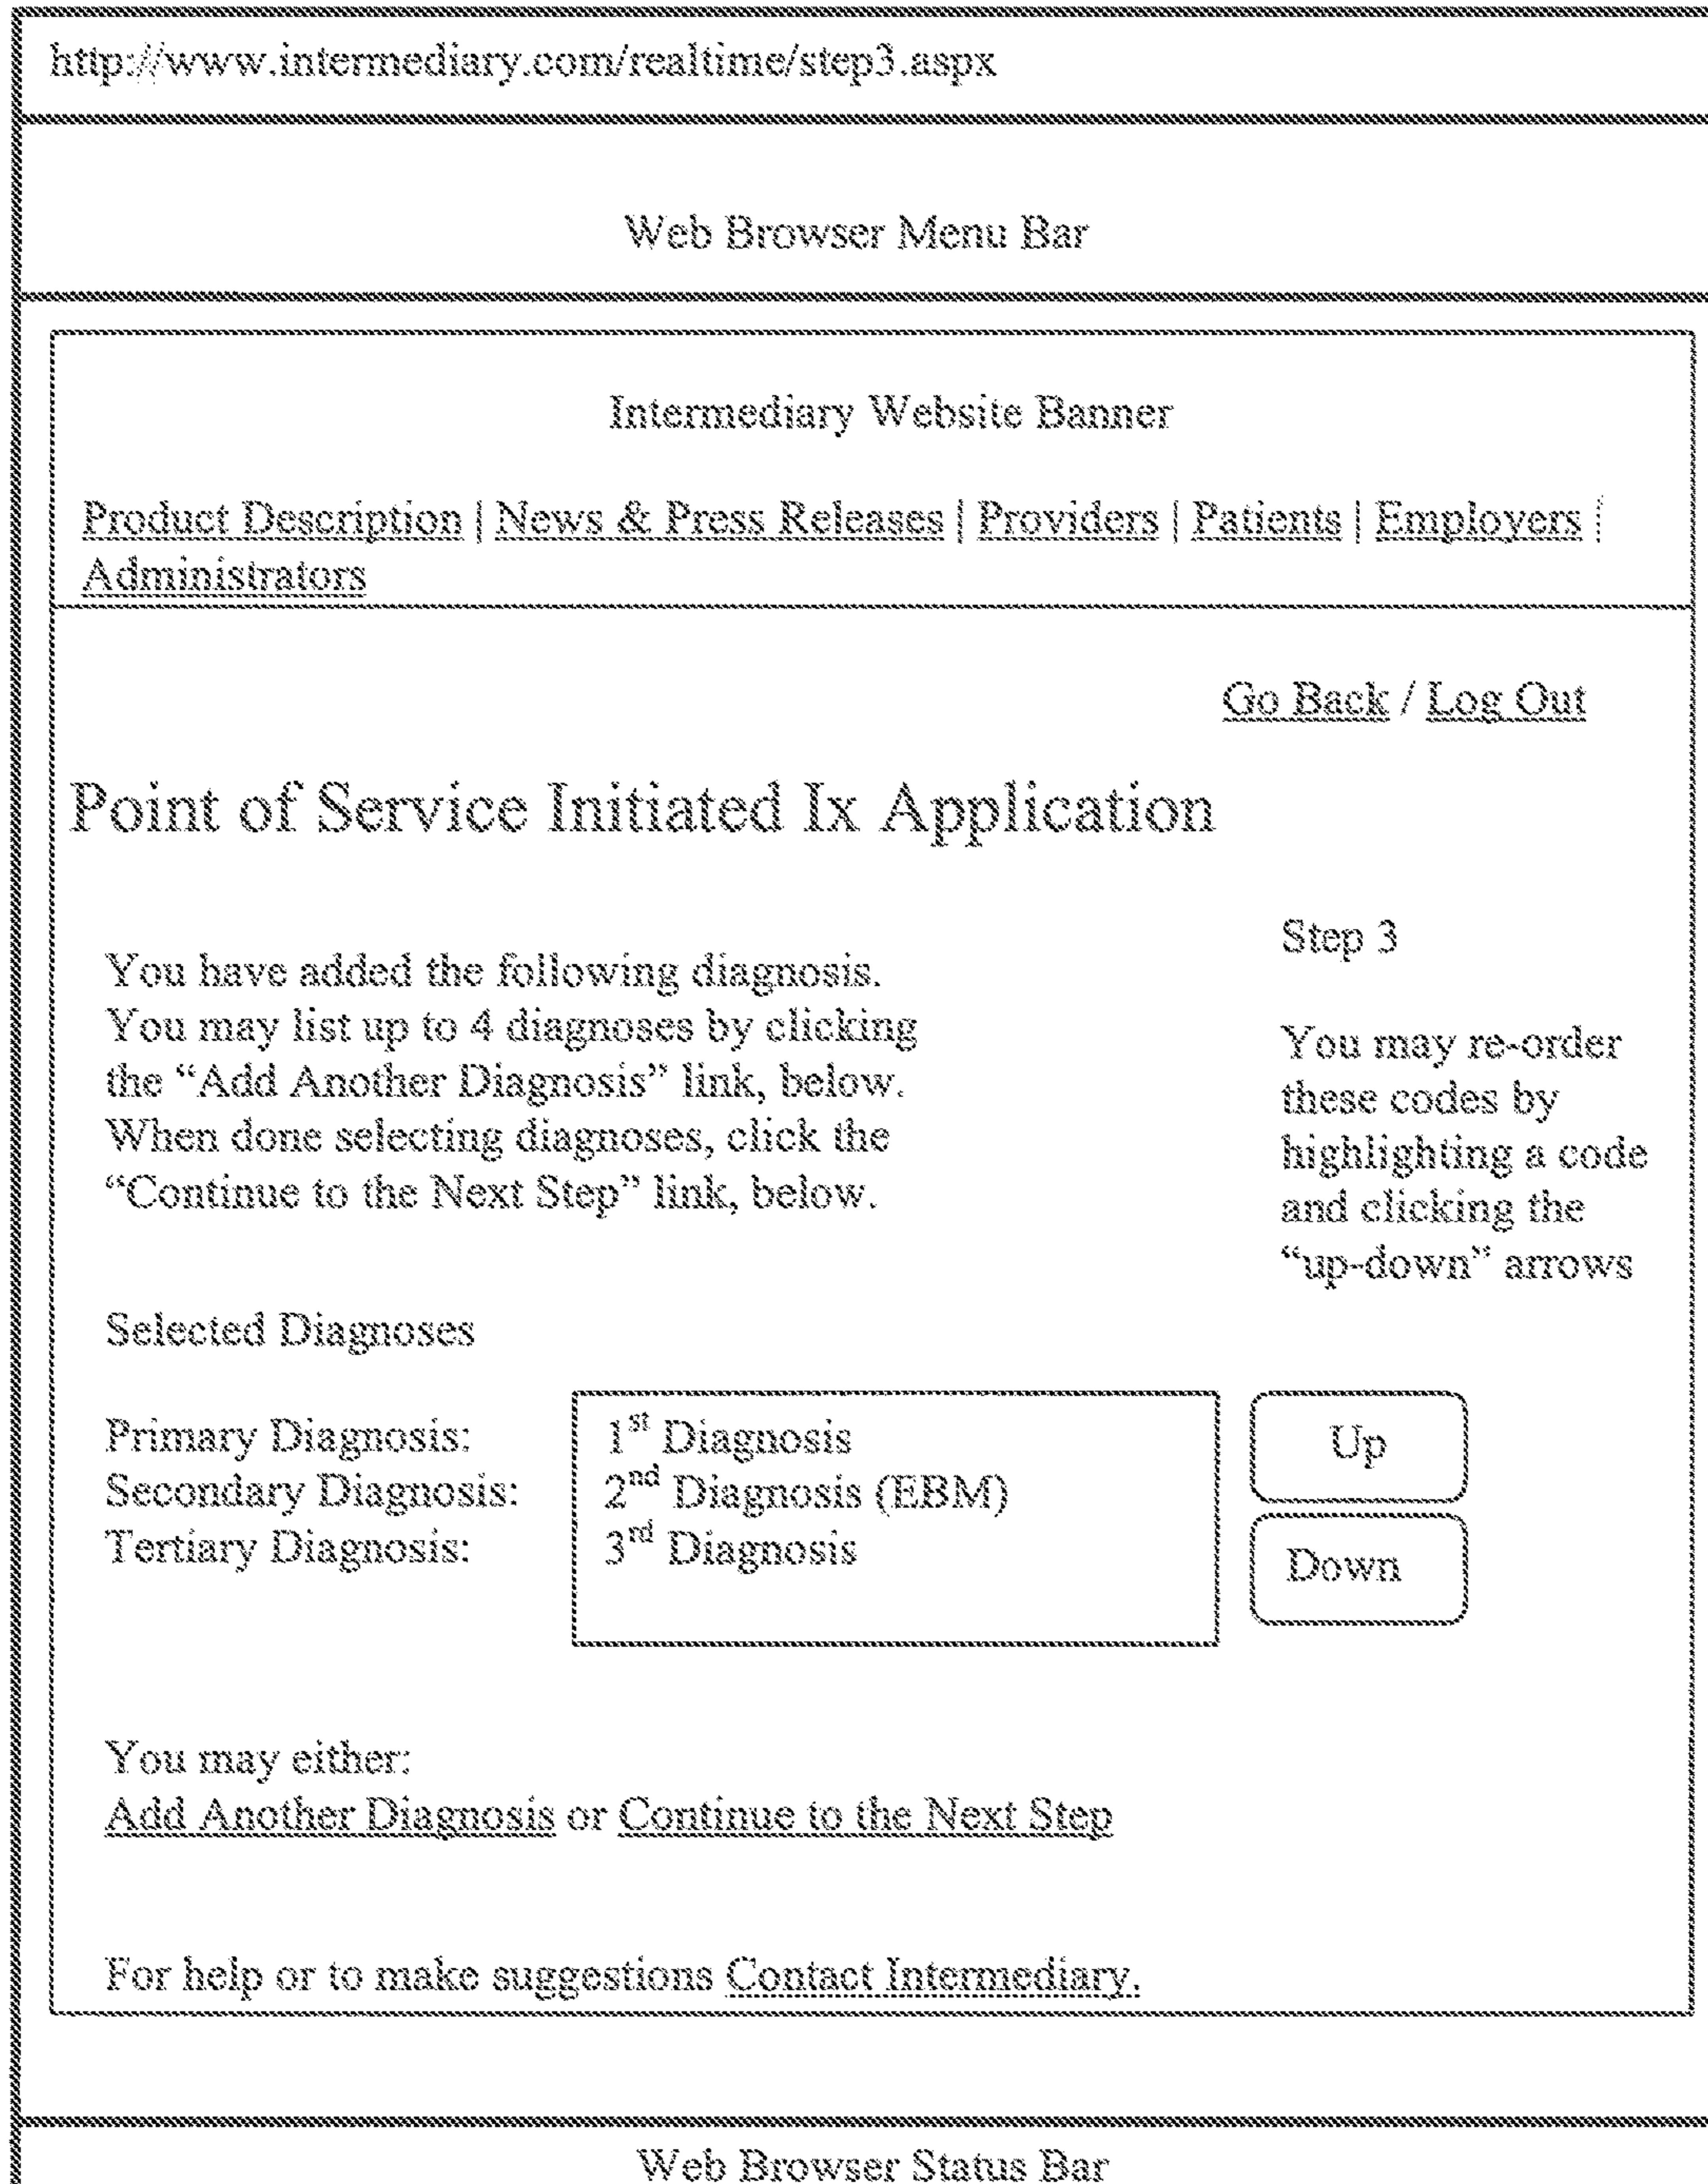 http://www.intermediary.com/realtime/step3.aspx
Web Browser Menu Bar
Intermediary Website Banner
Product Description | News & Press Releases | Providers | Patients | Employers |
Administrators
Go Back / Log Out
Point of Service Initiated Ix Application
You have added the following diagnosis.
You may list up to 4 diagnoses by clicking
the “Add Another Diagnosis” link, below.
When done selecting diagnoses, click the
“Continue to the Next Step” link, below.
Step 3
You may re-order
these codes by
highlighting a code
and clicking the
“up-down” arrows
Selected Diagnoses
Primary Diagnosis: 1st Diagnosis
Secondary Diagnosis: 2nd Diagnosis (EBM)
Tertiary Diagnosis: 3rd Diagnosis
Up
Down
You may either:
Add Another Diagnosis or Continue to the Next Step
For help or to make suggestions Contact Intermediary.
Web Browser Status Bar